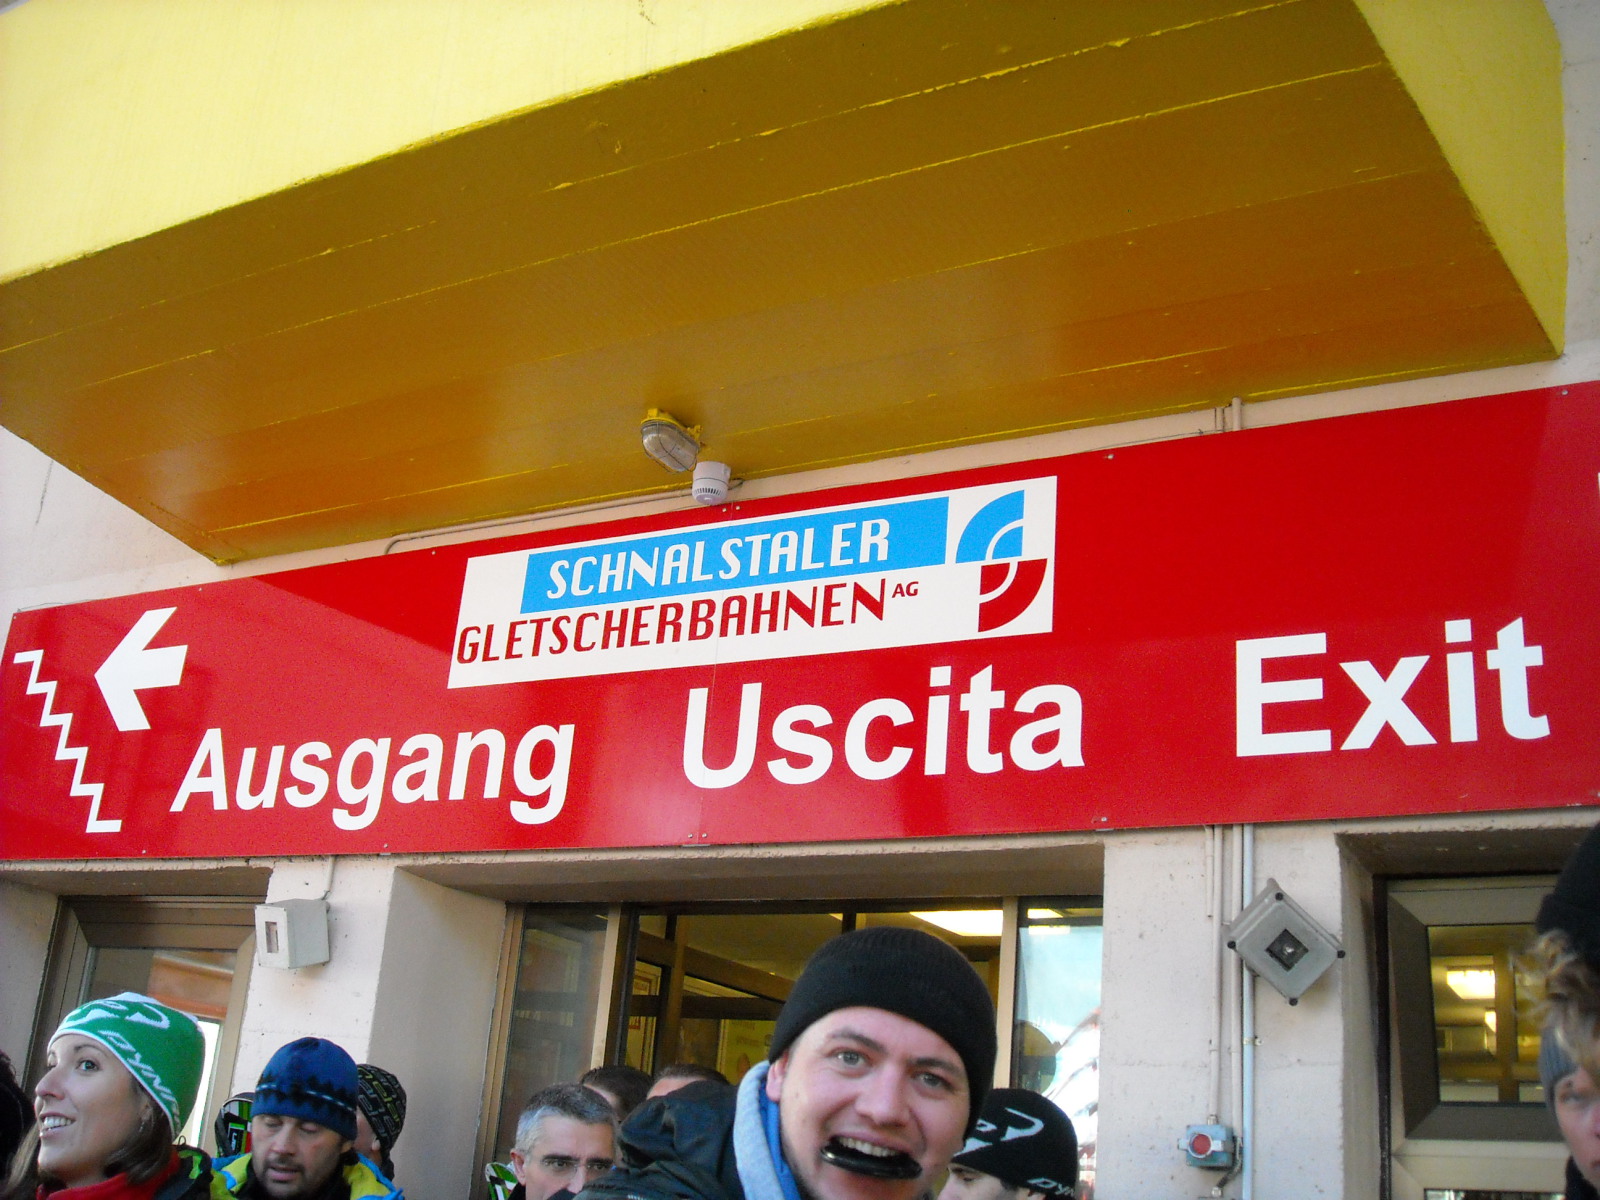 SCHNALSTALER
GLETSCHERBAHNEN AG
Ausgang Uscita Exit